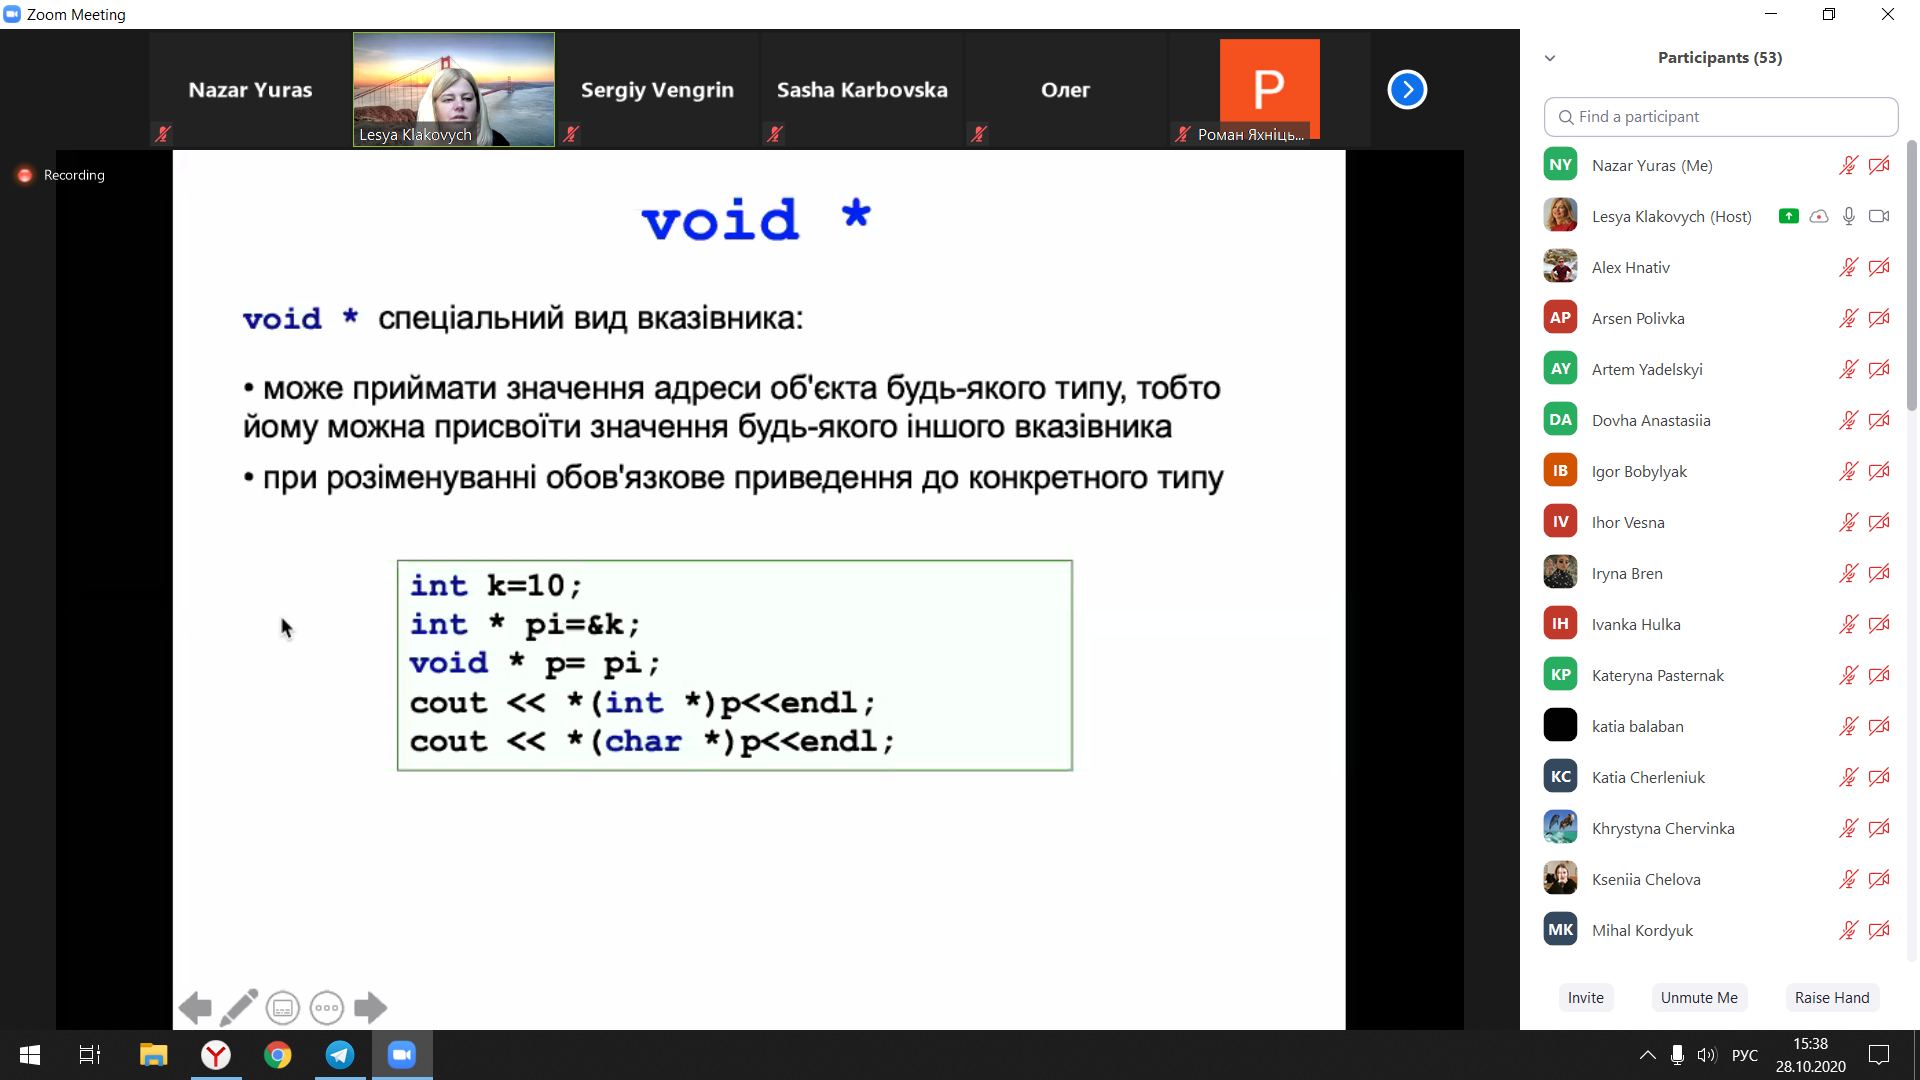 Zoom Meeting
Nazar Yuras
Lesya Klakovych
Sergiy Vengrin
Sasha Karbovska
Олег
P
Роман Яхніць...
Recording
void *
void * спеціальний вид вказівника:
• може приймати значення адреси об'єкта будь-якого типу, тобто
йому можна присвоїти значення будь-якого іншого вказівника
• при розіменуванні обов'язкове приведення до конкретного типу
int k=10;
int * pi=&k;
void * p= pi;
cout << *(int *)p<<endl;
cout << *(char *)p<<endl;
Participants (53)
Find a participant
NY Nazar Yuras (Me)
Lesya Klakovych (Host)
Alex Hnativ
AP Arsen Polivka
AY Artem Yadelskyi
DA Dovha Anastasiia
IB Igor Bobylyak
IV Ihor Vesna
Iryna Bren
IH Ivanka Hulka
KP Kateryna Pasternak
katia balaban
KC Katia Cherleniuk
Khrystyna Chervinka
Kseniia Chelova
MK Mihal Kordyuk
Invite
Unmute Me
Raise Hand
РУС
15:38
28.10.2020